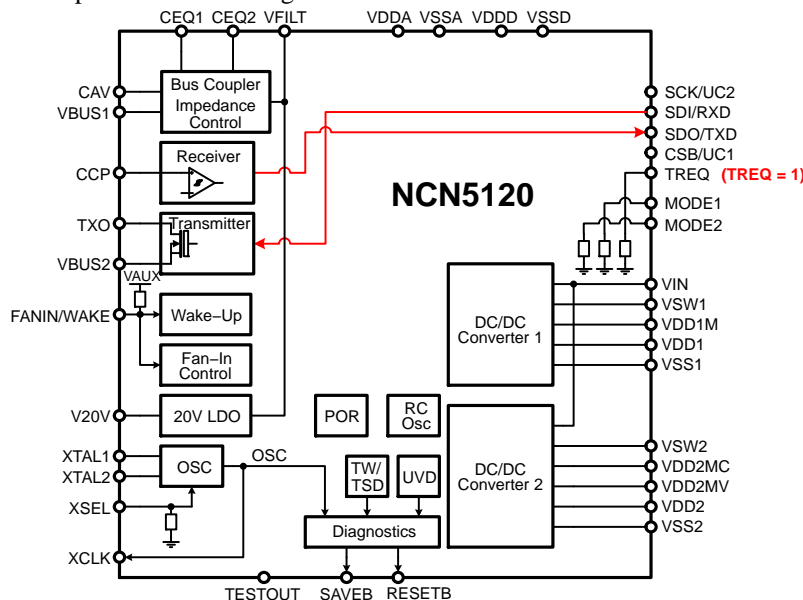 CEQ1 CEQ2 VFILT VDDA VSSA VDDD VSSD
CAV
VBUS1
Bus Coupler
Impedance
Control
SCK/UC2
SDI/RXD
SDO/TXD
CSB/UC1
TREQ (TREQ = 1)
MODE1
MODE2
CCP
Receiver
NCN5120
TXO
Transmitter
VBUS2
VAUX
FANIN/WAKE
Wake−Up
Fan−In
Control
DC/DC
Converter 1
VIN
VSW1
VDD1M
VDD1
VSS1
V20V
20V LDO
POR
RC
Osc
XTAL1
XTAL2
OSC
OSC
XSEL
TW/
TSD
UVD
DC/DC
Converter 2
VSW2
VDD2MC
VDD2MV
VDD2
VSS2
Diagnostics
XCLK
TESTOUT SAVEB RESETB